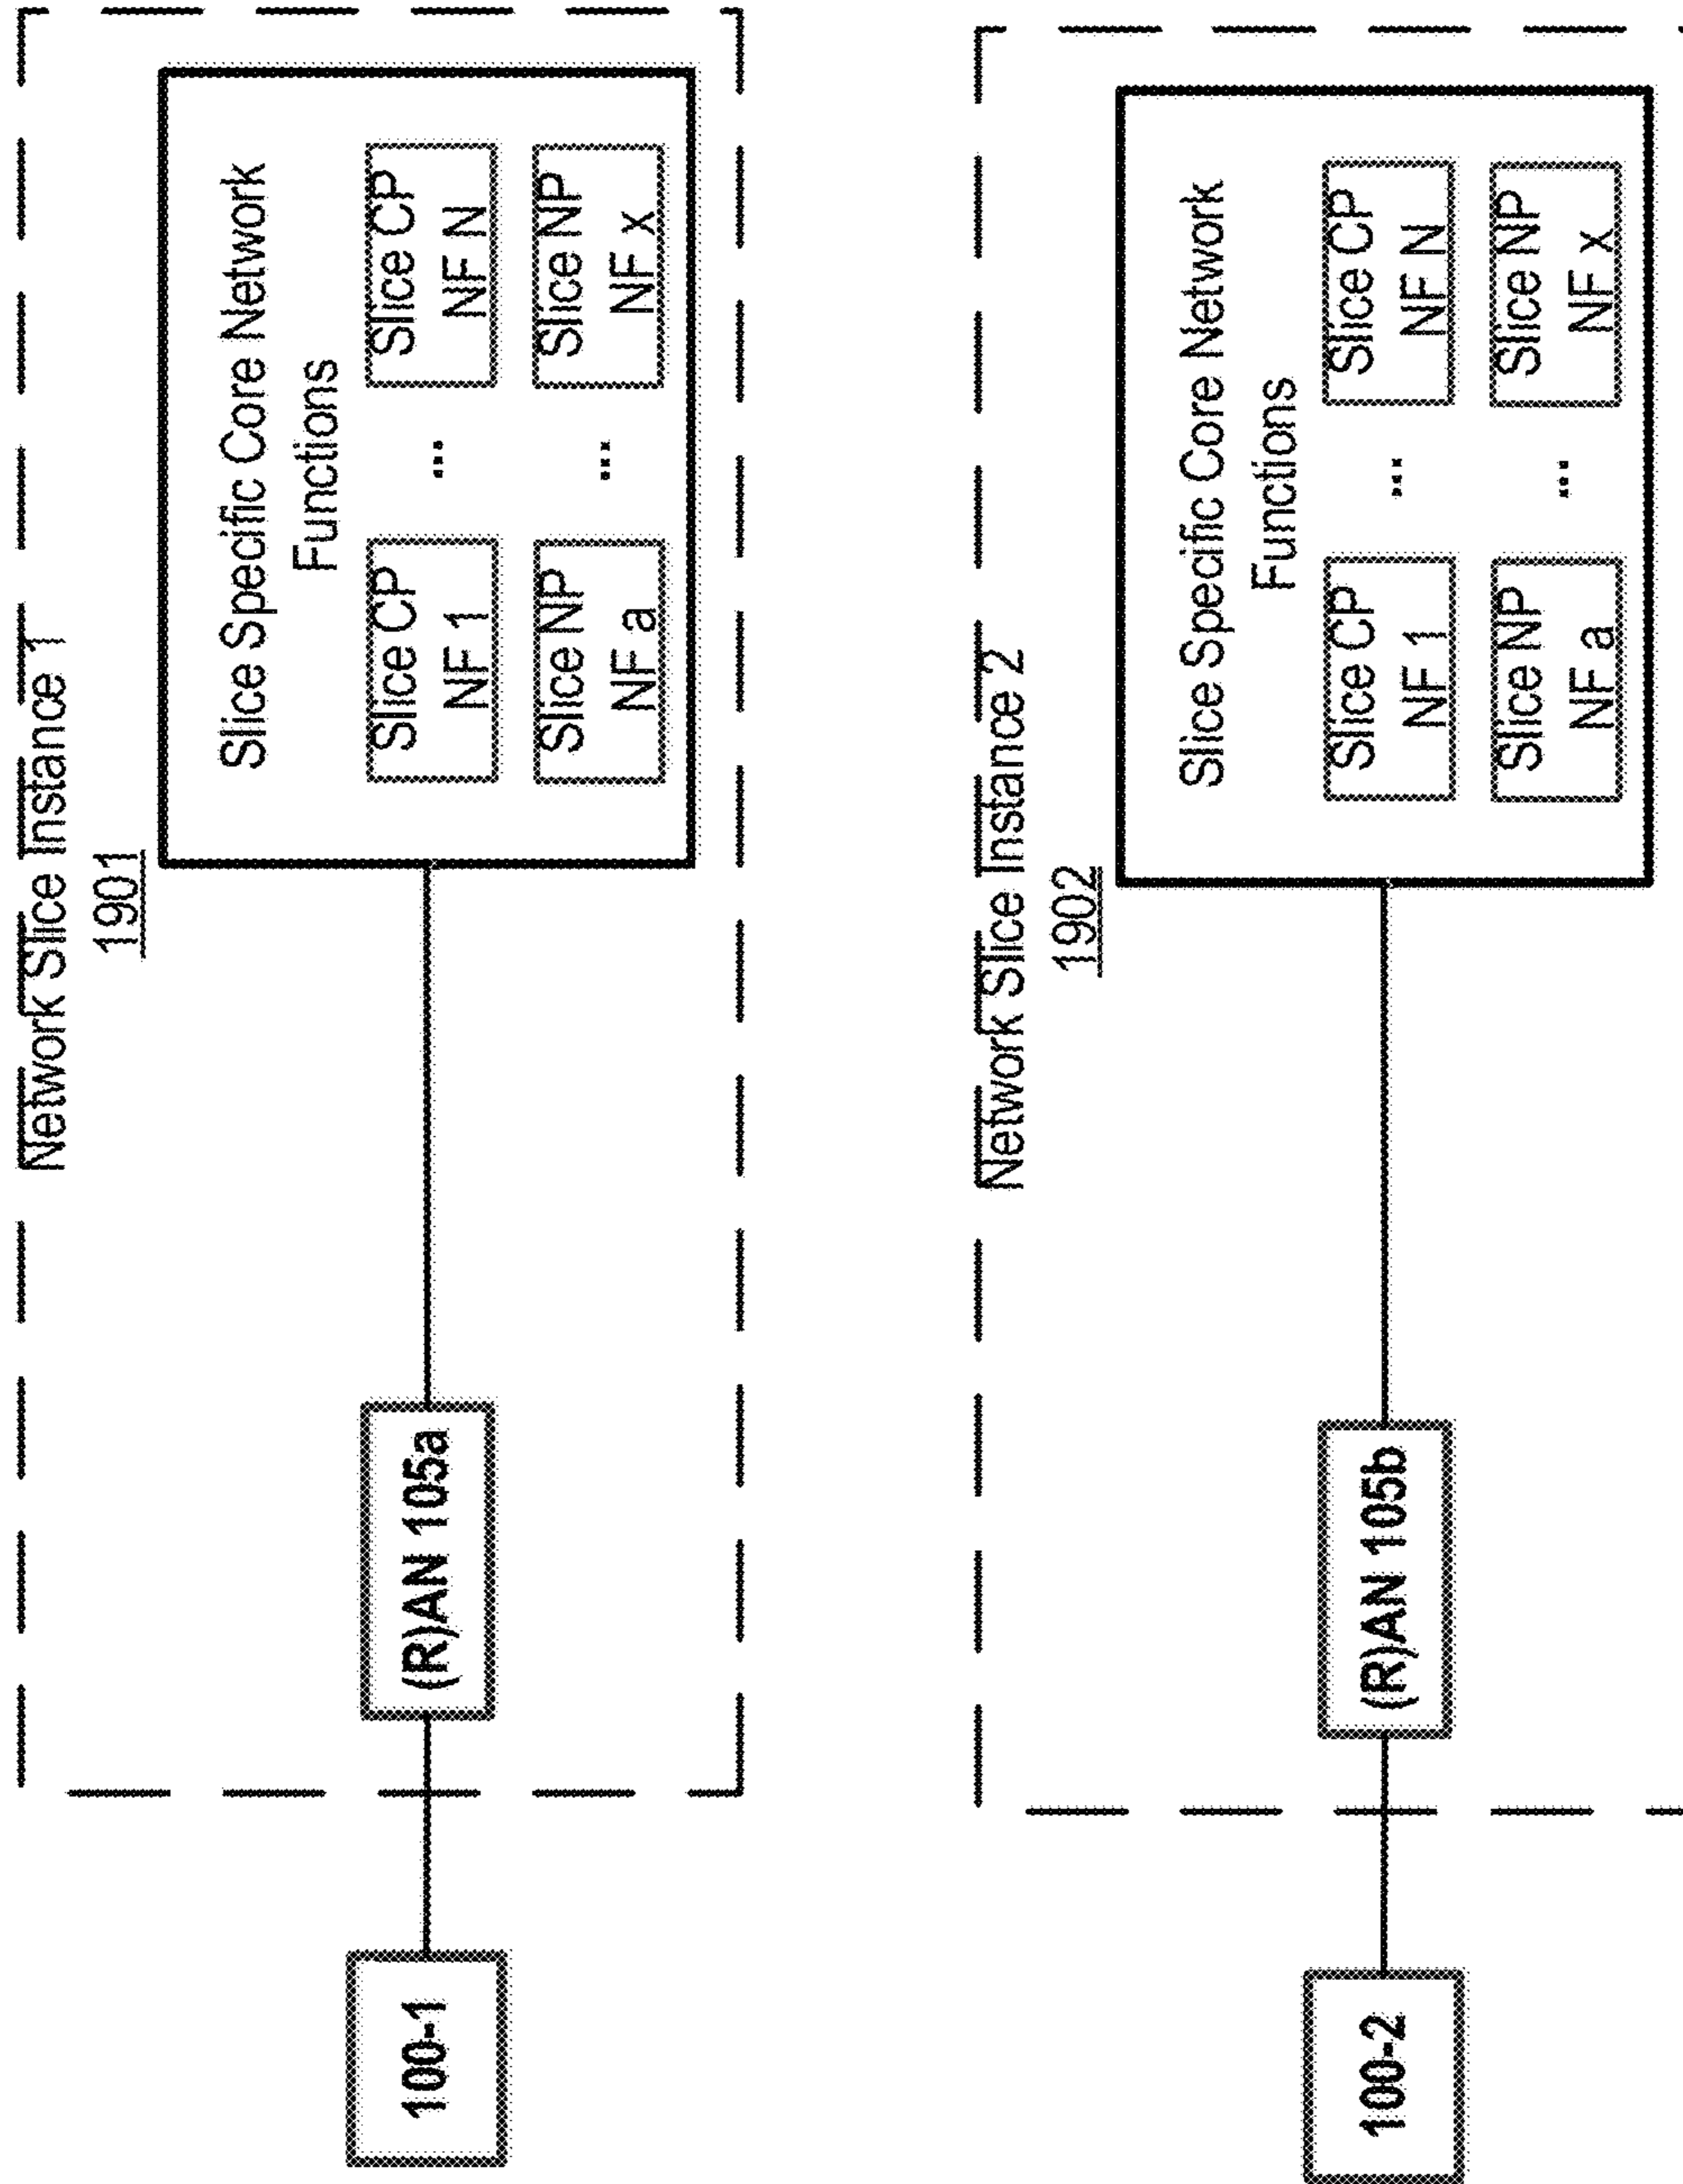 Network Slice Instance 1
1901
100-1
(R)AN 105a
Slice Specific Core Network
Functions
Slice CP
NF 1
...
Slice CP
NF N
Slice NP
NF a
...
Slice NP
NF x
Network Slice Instance 2
1902
100-2
(R)AN 105b
Slice Specific Core Network
Functions
Slice CP
NF 1
...
Slice CP
NF N
Slice NP
NF a
...
Slice NP
NF x